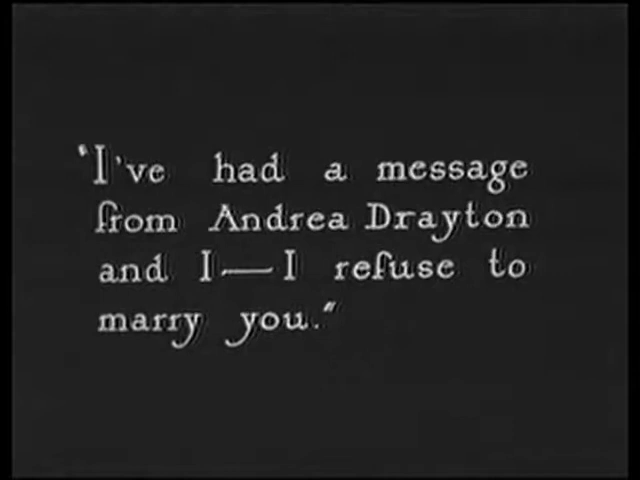 "I've had a message
from Andrea Drayton
and I—I refuse to
marry you."